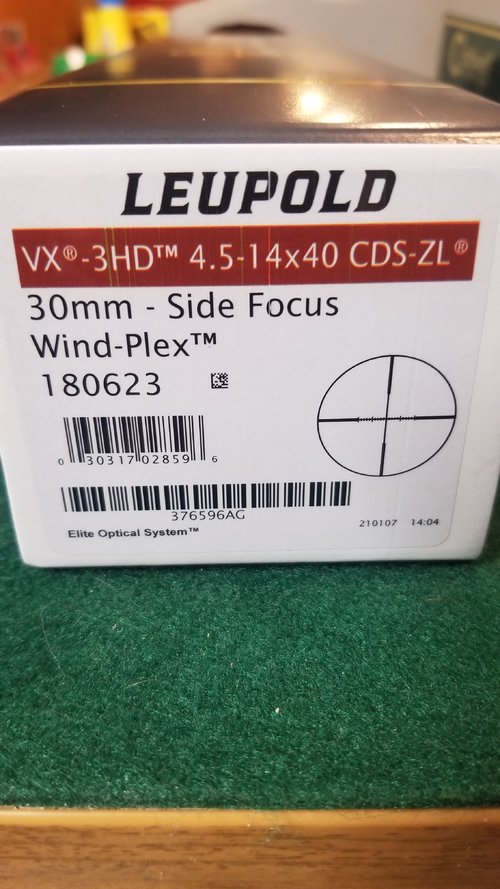 LEUPOLD
VX®-3HD™ 4.5-14x40 CDS-ZL®
30mm - Side Focus
Wind-Plex™
180623
0 30317 02859 6
376596AG
210107 14:04
Elite Optical System™